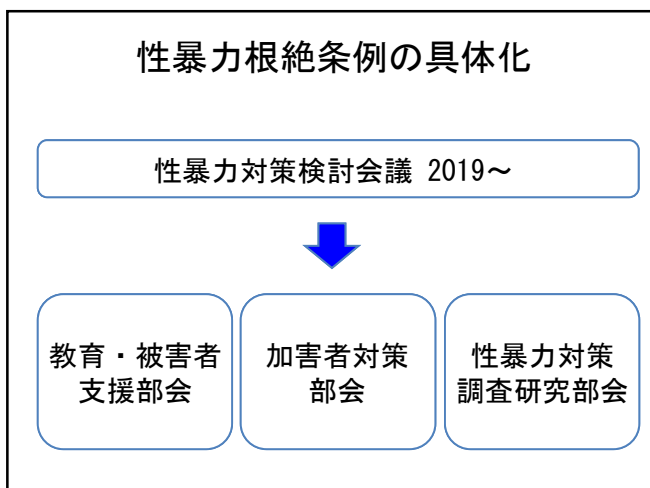 性暴力根絶条例の具体化
性暴力対策検討会議 2019～
教育・被害者
支援部会
加害者対策
部会
性暴力対策
調査研究部会